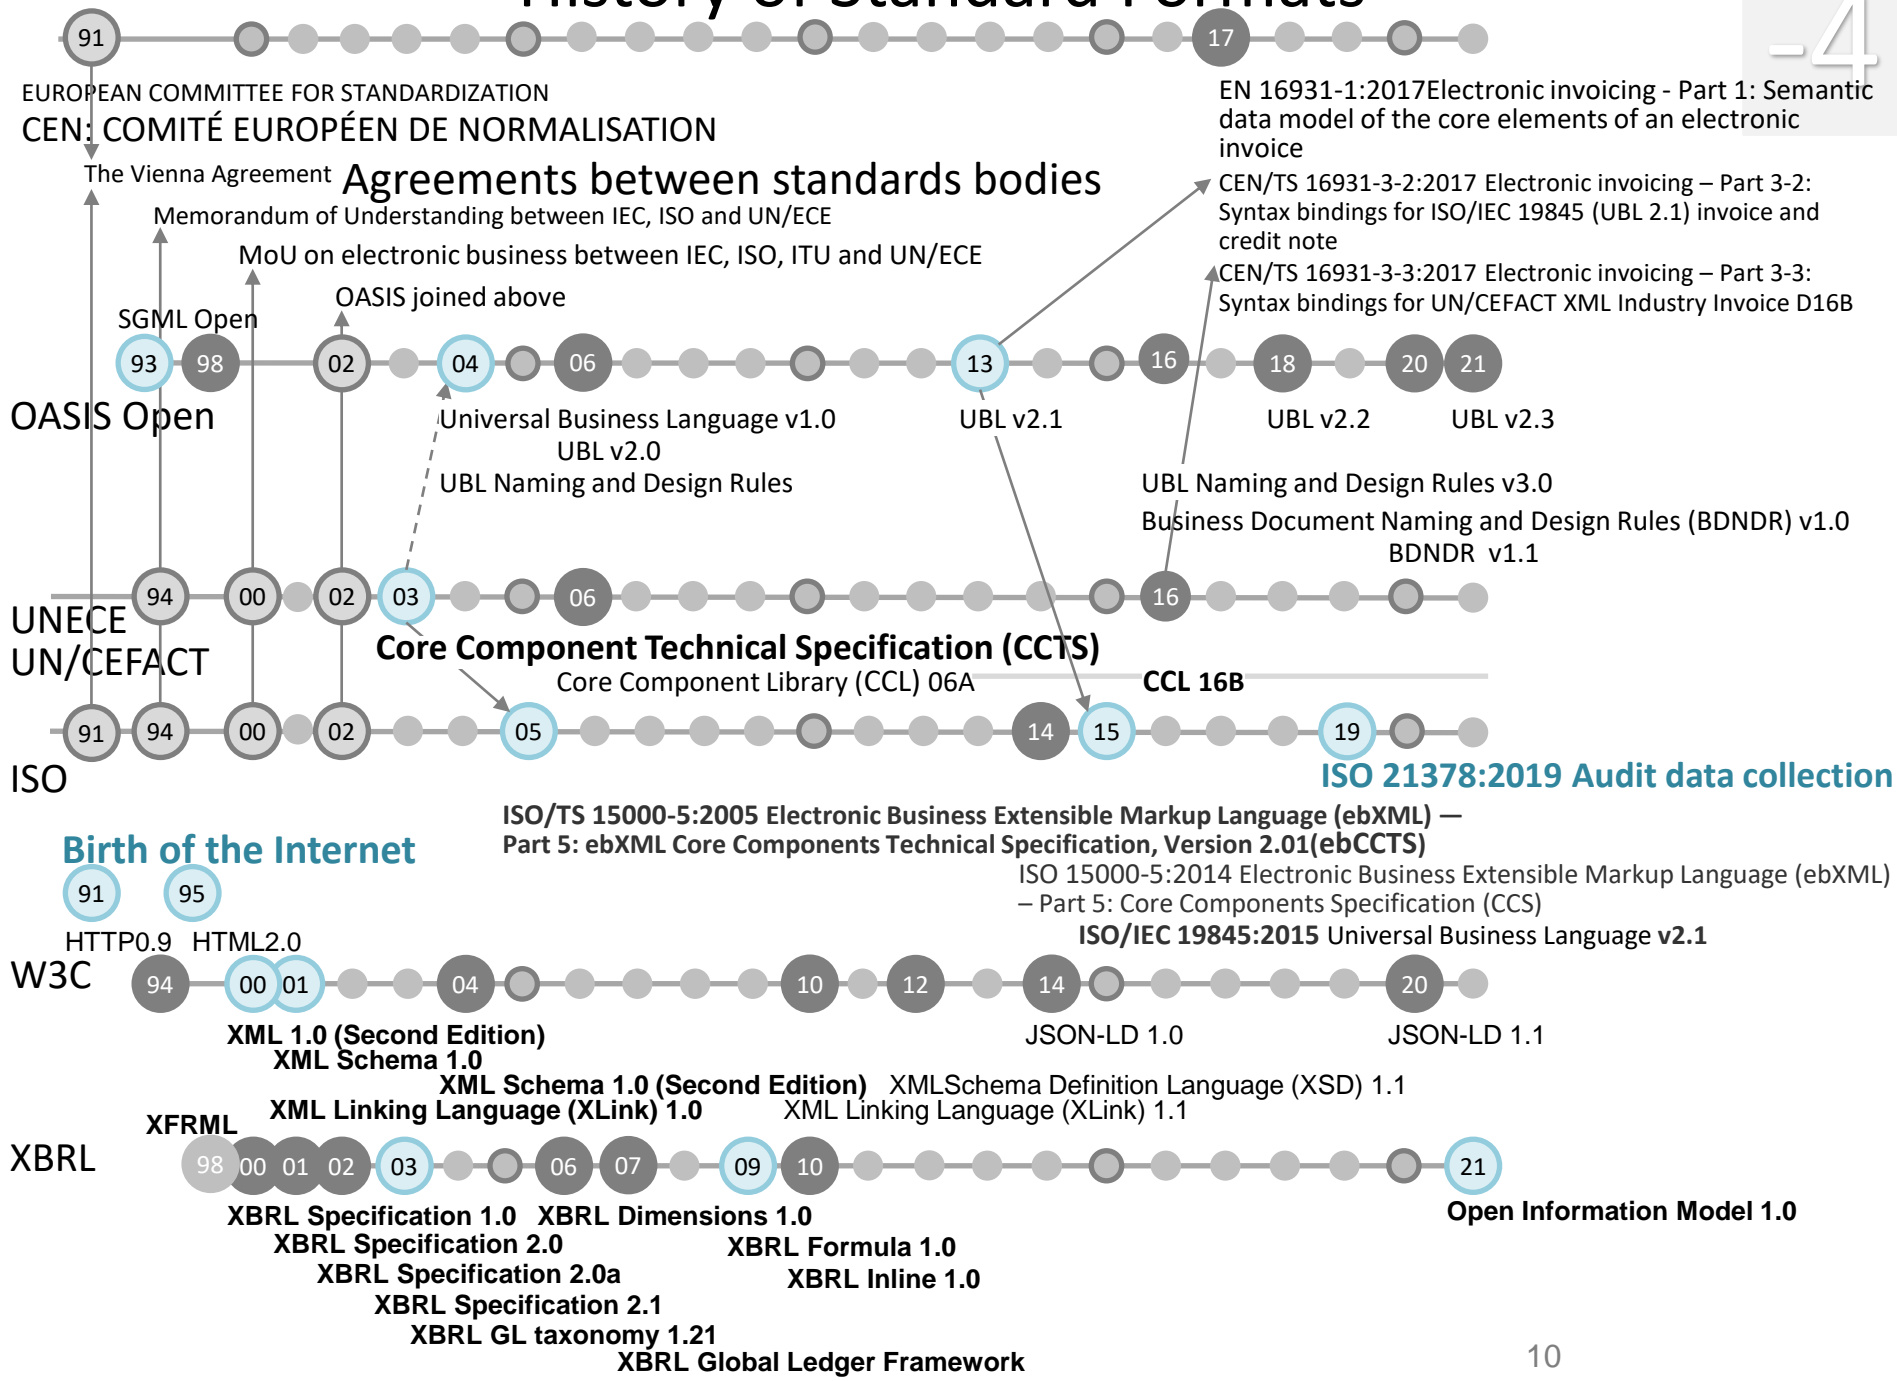 History of Standard Formats
-4
91
17
EUROPEAN COMMITTEE FOR STANDARDIZATION
CEN: COMITÉ EUROPÉEN DE NORMALISATION
EN 16931-1:2017Electronic invoicing - Part 1: Semantic
data model of the core elements of an electronic
invoice
The Vienna Agreement
Agreements between standards bodies
CEN/TS 16931-3-2:2017 Electronic invoicing – Part 3-2:
Syntax bindings for ISO/IEC 19845 (UBL 2.1) invoice and
credit note
Memorandum of Understanding between IEC, ISO and UN/ECE
MoU on electronic business between IEC, ISO, ITU and UN/ECE
CEN/TS 16931-3-3:2017 Electronic invoicing – Part 3-3:
Syntax bindings for UN/CEFACT XML Industry Invoice D16B
OASIS joined above
SGML Open
93 98 02 04 06 13 16 18 20 21
OASIS Open
Universal Business Language v1.0
UBL v2.0
UBL Naming and Design Rules
UBL v2.1
UBL v2.2
UBL v2.3
UBL Naming and Design Rules v3.0
Business Document Naming and Design Rules (BDNDR) v1.0
BDNDR v1.1
94 00 02 03 06 16
UNECE
UN/CEFACT
Core Component Technical Specification (CCTS)
Core Component Library (CCL) 06A
CCL 16B
91 94 00 02 05 14 15 19
ISO
ISO 21378:2019 Audit data collection
ISO/TS 15000-5:2005 Electronic Business Extensible Markup Language (ebXML) —
Part 5: ebXML Core Components Technical Specification, Version 2.01(ebCCTS)
ISO 15000-5:2014 Electronic Business Extensible Markup Language (ebXML)
– Part 5: Core Components Specification (CCS)
ISO/IEC 19845:2015 Universal Business Language v2.1
Birth of the Internet
91 95
HTTP0.9 HTML2.0
W3C
94 00 01 04 10 12 14 20
XML 1.0 (Second Edition)
XML Schema 1.0
JSON-LD 1.0
JSON-LD 1.1
XML Schema 1.0 (Second Edition)
XMLSchema Definition Language (XSD) 1.1
XML Linking Language (XLink) 1.0
XML Linking Language (XLink) 1.1
XFRML
XBRL
98 00 01 02 03 06 07 09 10 21
XBRL Specification 1.0
XBRL Dimensions 1.0
Open Information Model 1.0
XBRL Specification 2.0
XBRL Formula 1.0
XBRL Specification 2.0a
XBRL Inline 1.0
XBRL Specification 2.1
XBRL GL taxonomy 1.21
XBRL Global Ledger Framework
10